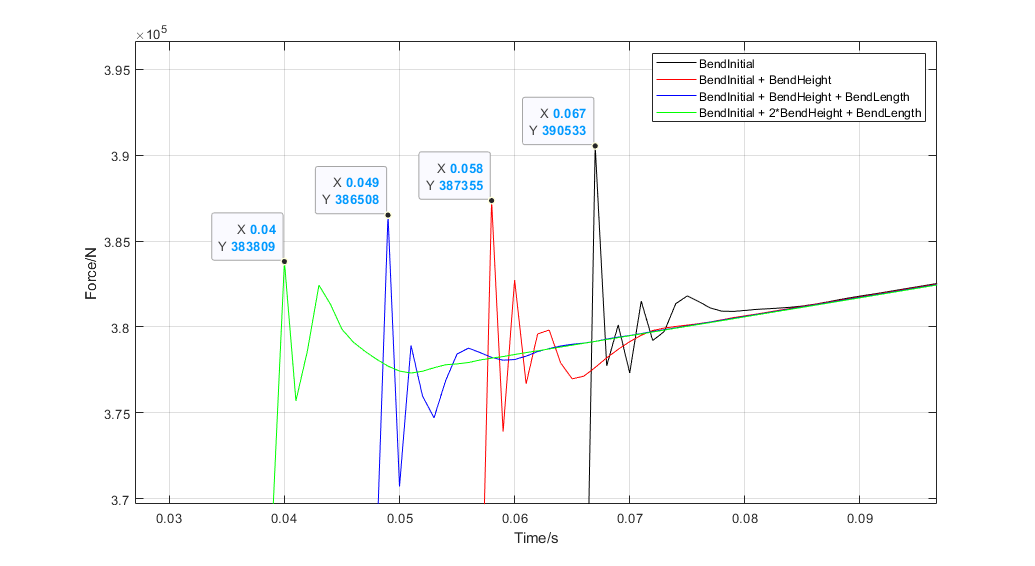 ×10⁵
3.95
3.9
3.85
3.8
3.75
3.7
Force/N
0.03
0.04
0.05
0.06
0.07
0.08
0.09
Time/s
BendInitial
BendInitial + BendHeight
BendInitial + BendHeight + BendLength
BendInitial + 2*BendHeight + BendLength
X 0.04
Y 383809
X 0.049
Y 386508
X 0.058
Y 387355
X 0.067
Y 390533